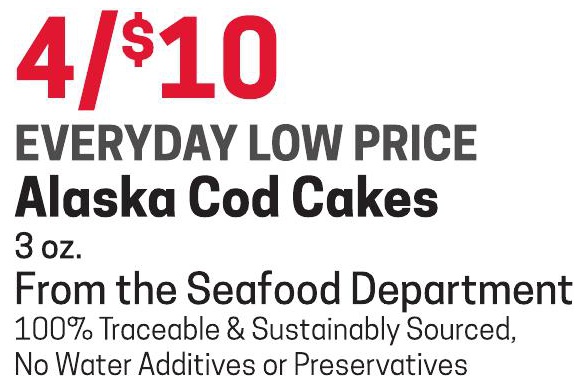 4/$10
EVERYDAY LOW PRICE
Alaska Cod Cakes
3 oz.
From the Seafood Department
100% Traceable & Sustainably Sourced,
No Water Additives or Preservatives